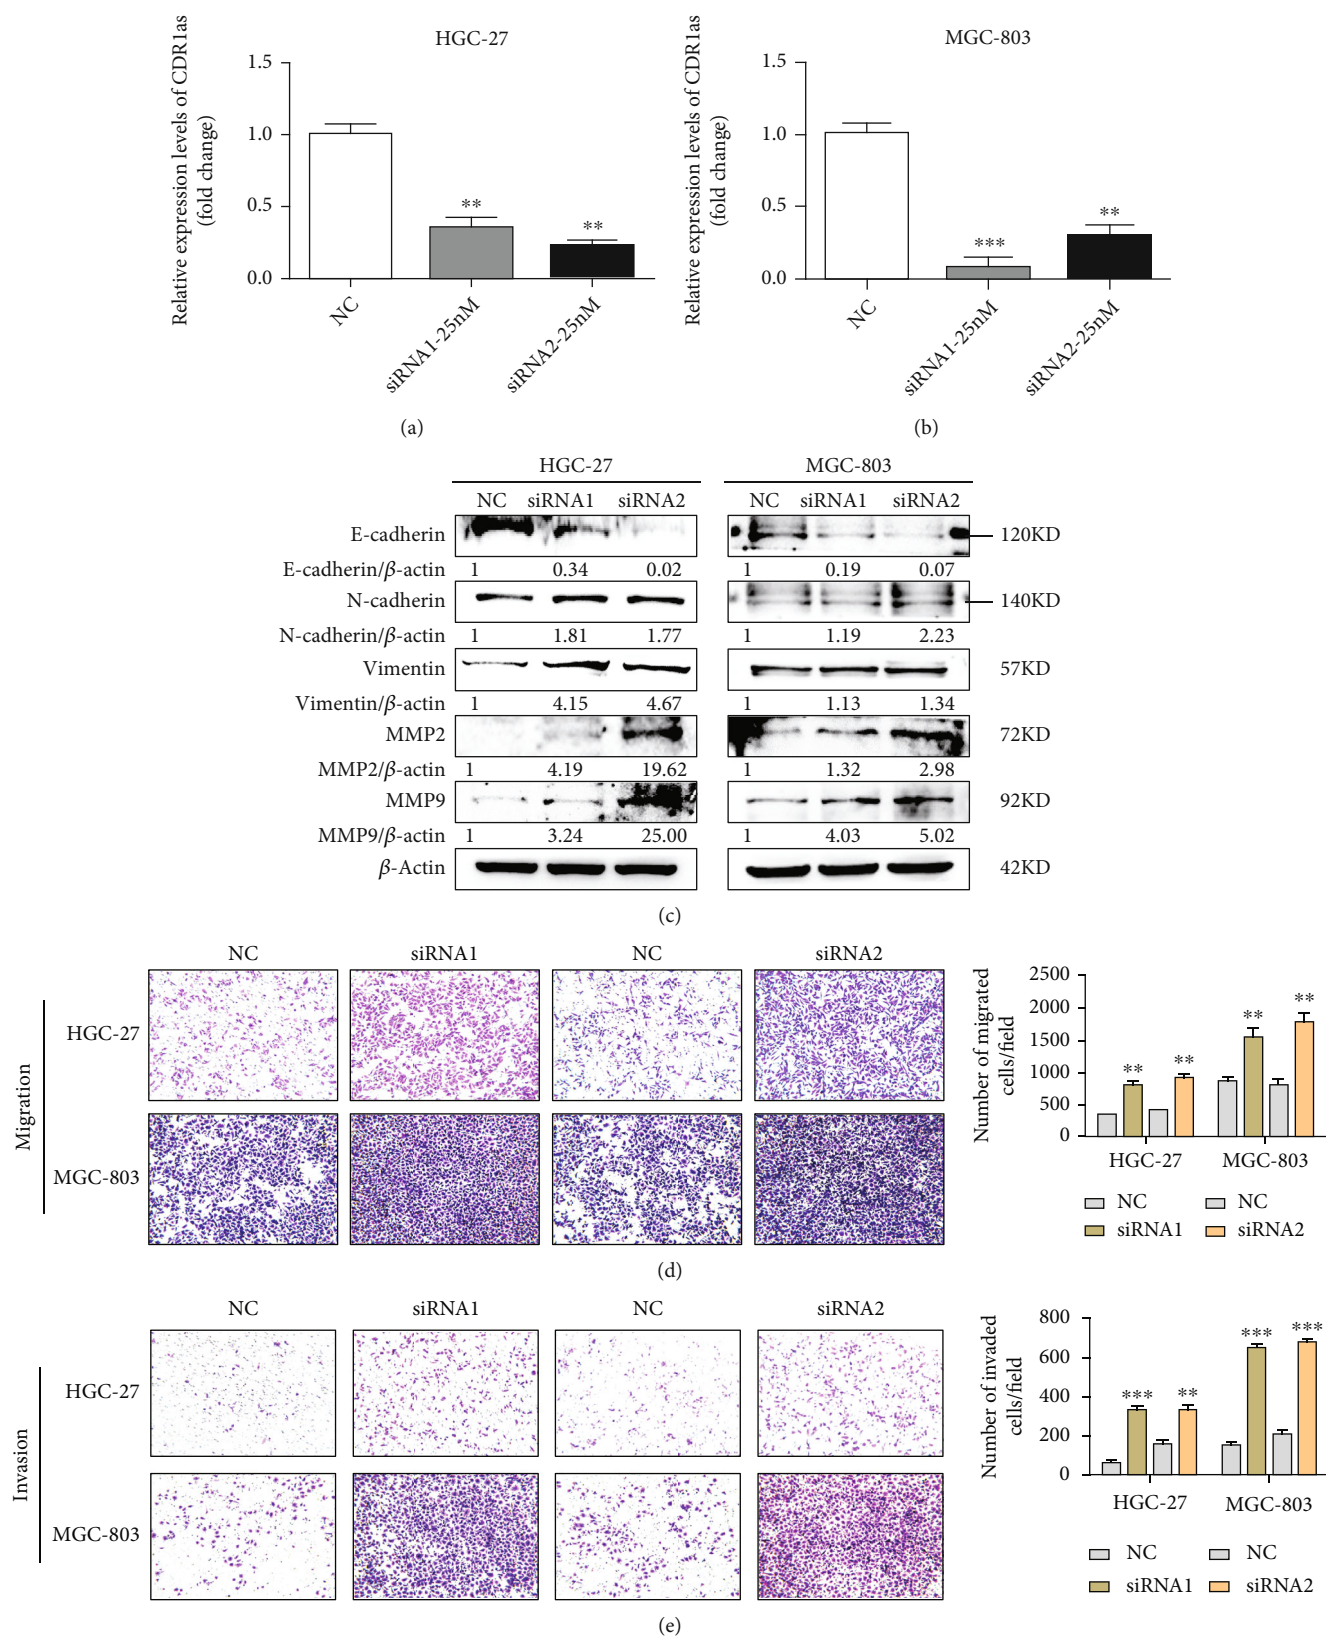 HGC-27
Relative expression levels of CDR1as
(fold change)
1.5
1.0
0.5
0.0
**
**
NC
siRNA1-25nM
siRNA2-25nM
(a)
MGC-803
Relative expression levels of CDR1as
(fold change)
1.5
1.0
0.5
0.0
***
**
NC
siRNA1-25nM
siRNA2-25nM
(b)
HGC-27 MGC-803
NC siRNA1 siRNA2 NC siRNA1 siRNA2
E-cadherin 120KD
E-cadherin/β-actin 1 0.34 0.02 1 0.19 0.07
N-cadherin 140KD
N-cadherin/β-actin 1 1.81 1.77 1 1.19 2.23
Vimentin 57KD
Vimentin/β-actin 1 4.15 4.67 1 1.13 1.34
MMP2 72KD
MMP2/β-actin 1 4.19 19.62 1 1.32 2.98
MMP9 92KD
MMP9/β-actin 1 3.24 25.00 1 4.03 5.02
β-Actin 42KD
(c)
NC siRNA1 NC siRNA2
Migration
HGC-27
MGC-803
Number of migrated
cells/field
2500
2000
1500
1000
500
0
** ** ** **
HGC-27 MGC-803
NC NC
siRNA1 siRNA2
(d)
NC siRNA1 NC siRNA2
Invasion
HGC-27
MGC-803
Number of invaded
cells/field
800
600
400
200
0
*** ** *** ***
HGC-27 MGC-803
NC NC
siRNA1 siRNA2
(e)